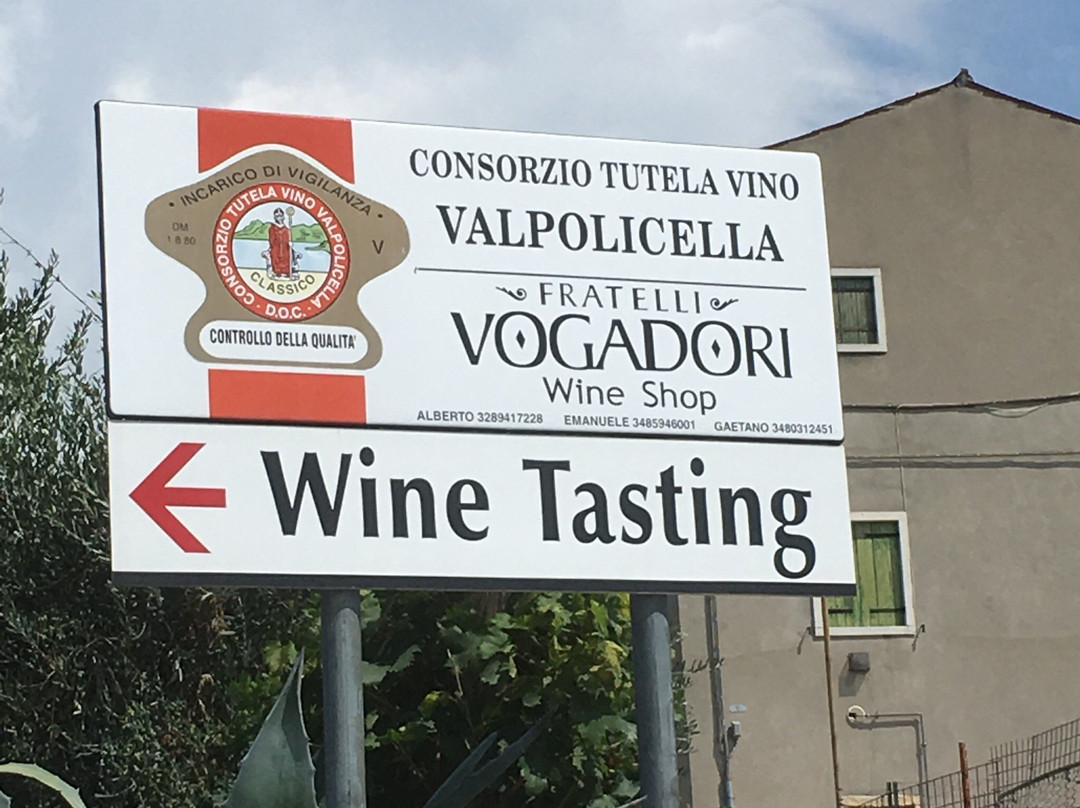 CONSORZIO TUTELA VINO
VALPOLICELLA
FRATELLI
VOGADORI
Wine Shop
ALBERTO 3289417228 EMANUELE 3485946001 GAETANO 3480312451
· INCARICO DI VIGILANZA ·
DM
1 8 80
V
CONSORZIO TUTELA VINO VALPOLICELLA
· D.O.C. ·
CLASSICO
CONTROLLO DELLA QUALITA'
Wine Tasting